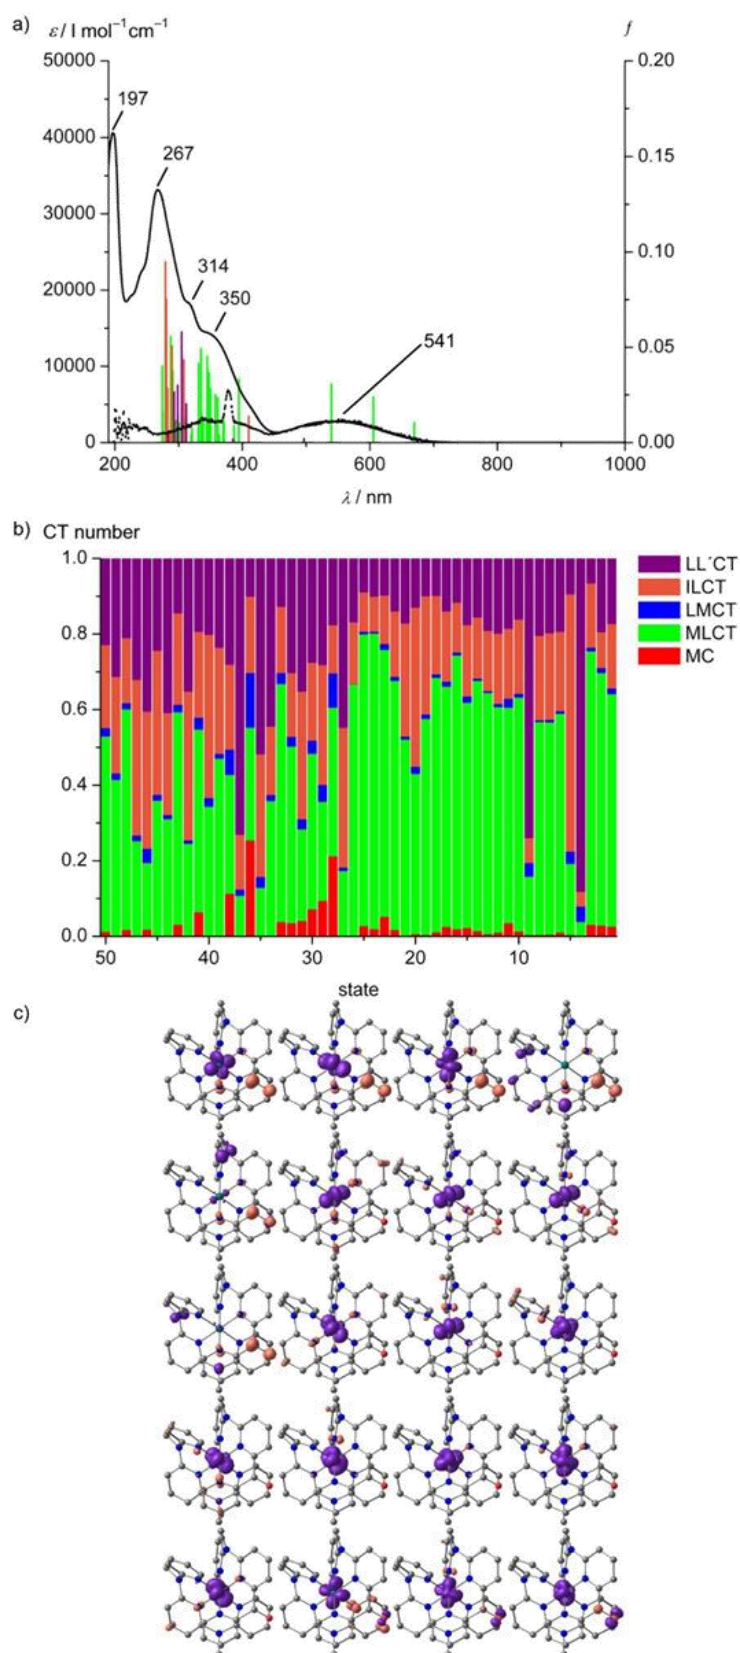 a) ε / l mol⁻¹cm⁻¹ f
50000 0.20
197
40000
267 0.15
30000
314 0.10
20000 350
541
10000 0.05
0 0.00
200 400 600 800 1000
λ / nm
b) CT number
1.0 LL´CT
ILCT
0.8 LMCT
MLCT
MC
0.6
0.4
0.2
0.0
50 40 30 20 10
state
c)